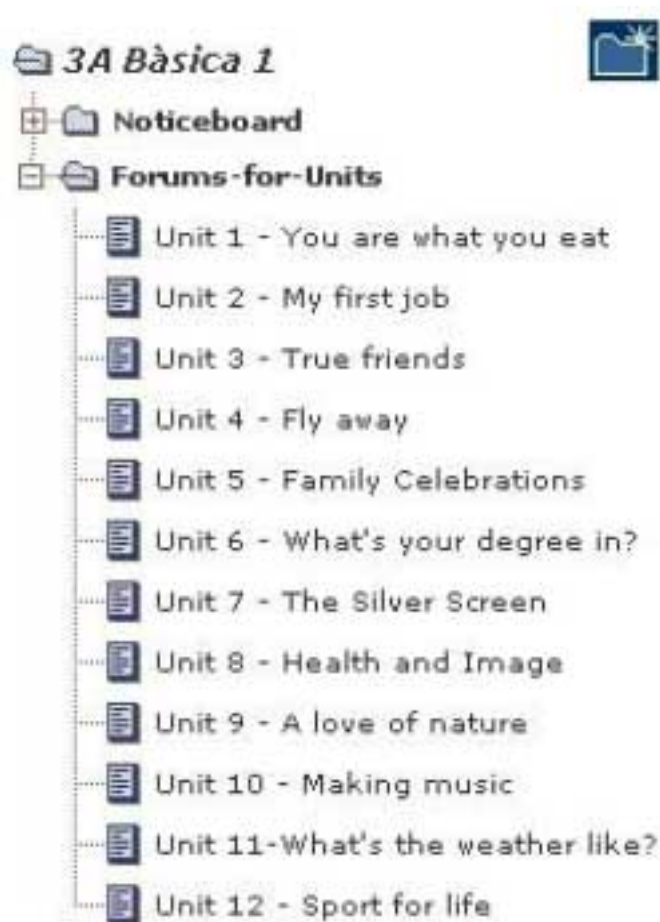 3A Bàsica 1
Noticeboard
Forums-for-Units
Unit 1 - You are what you eat
Unit 2 - My first job
Unit 3 - True friends
Unit 4 - Fly away
Unit 5 - Family Celebrations
Unit 6 - What's your degree in?
Unit 7 - The Silver Screen
Unit 8 - Health and Image
Unit 9 - A love of nature
Unit 10 - Making music
Unit 11-What's the weather like?
Unit 12 - Sport for life